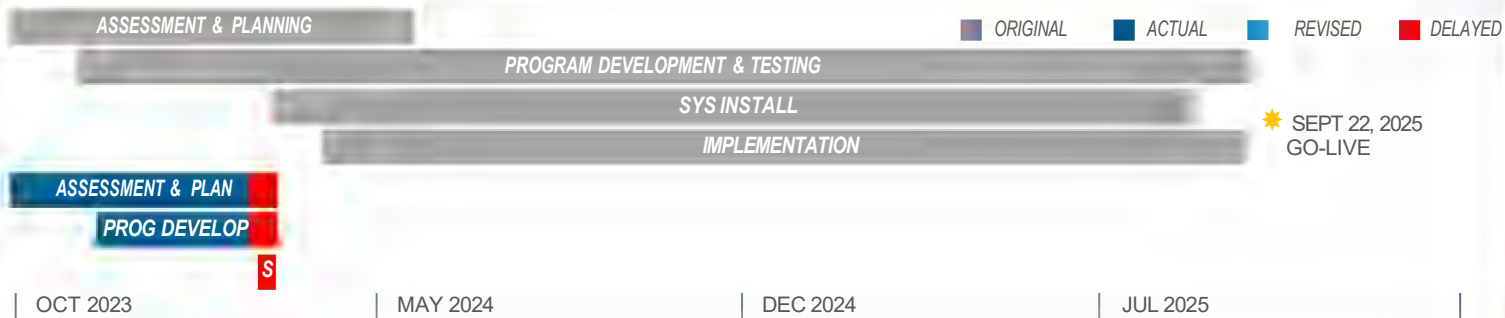 ASSESSMENT & PLANNING
ORIGINAL
ACTUAL
REVISED
DELAYED
PROGRAM DEVELOPMENT & TESTING
SYS INSTALL
SEPT 22, 2025
GO-LIVE
IMPLEMENTATION
ASSESSMENT & PLAN
PROG DEVELOP
S
OCT 2023
MAY 2024
DEC 2024
JUL 2025